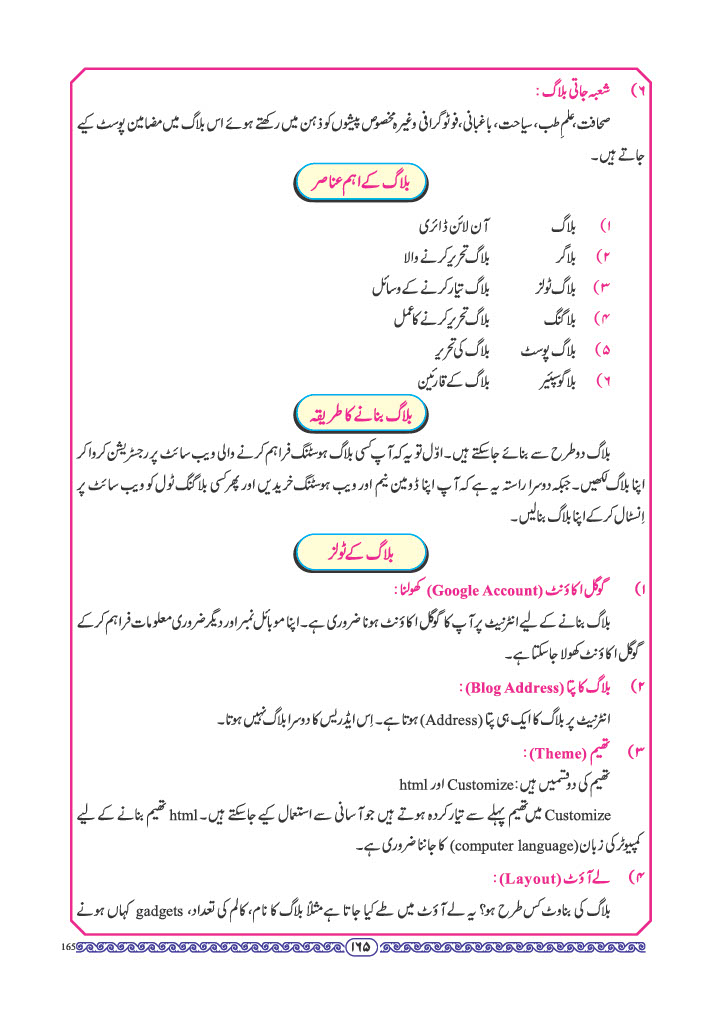 ۶) شعبہ جاتی بلاگ :
صحافت، علمِ طب، سیاحت، باغبانی، فوٹوگرافی وغیرہ مخصوص پیشوں کو ذہن میں رکھتے ہوئے اس بلاگ میں مضامین پوسٹ کیے
جاتے ہیں۔
بلاگ کے اہم عناصر
۱) بلاگ آن لائن ڈائری
۲) بلاگر بلاگ تحریر کرنے والا
۳) بلاگ ٹولز بلاگ تیار کرنے کے وسائل
۴) بلاگنگ بلاگ تحریر کرنے کا عمل
۵) بلاگ پوسٹ بلاگ کی تحریر
۶) بلاگوسپئیر بلاگ کے قارئین
بلاگ بنانے کا طریقہ
بلاگ دو طرح سے بنائے جاسکتے ہیں۔ اوّل تو یہ کہ آپ کسی بلاگ ہوسٹنگ فراہم کرنے والی ویب سائٹ پر رجسٹریشن کروا کر
اپنا بلاگ لکھیں۔ جبکہ دوسرا راستہ یہ ہے کہ آپ اپنا ڈومین نیم اور ویب ہوسٹنگ خریدیں اور پھر کسی بلاگنگ ٹول کو ویب سائٹ پر
اِنسٹال کرکے اپنا بلاگ بنالیں۔
بلاگ کے ٹولز
۱) گوگل اکاؤنٹ (Google Account) کھولنا :
بلاگ بنانے کے لیے انٹرنیٹ پر آپ کا گوگل اکاؤنٹ ہونا ضروری ہے۔ اپنا موبائل نمبر اور دیگر ضروری معلومات فراہم کرکے
گوگل اکاؤنٹ کھولا جاسکتا ہے۔
۲) بلاگ کا پتا (Blog Address) :
انٹرنیٹ پر بلاگ کا ایک ہی پتا (Address) ہوتا ہے۔ اِس ایڈریس کا دوسرا بلاگ نہیں ہوتا۔
۳) تھیم (Theme) :
تھیم کی دو قسمیں ہیں : Customize اور html
Customize میں تھیم پہلے سے تیار کردہ ہوتے ہیں جو آسانی سے استعمال کیے جاسکتے ہیں۔ html تھیم بنانے کے لیے
کمپیوٹر کی زبان (computer language) کا جاننا ضروری ہے۔
۴) لے آؤٹ (Layout) :
بلاگ کی بناوٹ کس طرح ہو؟ یہ لے آؤٹ میں طے کیا جاتا ہے مثلاً بلاگ کا نام، کالم کی تعداد، gadgets کہاں ہونے
۱۶۵
165